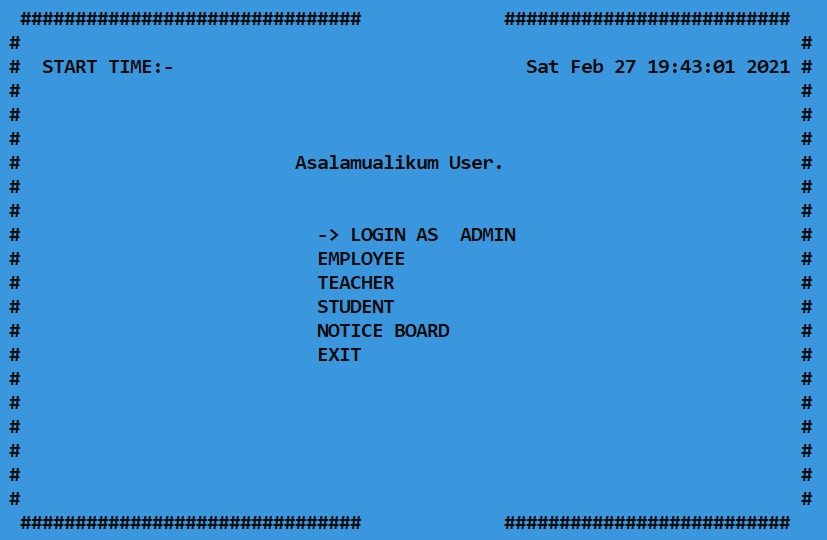 ############################### ##########################
# #
# START TIME:- Sat Feb 27 19:43:01 2021 #
# #
# #
# #
# Asalamualikum User. #
# #
# #
# -> LOGIN AS ADMIN #
# EMPLOYEE #
# TEACHER #
# STUDENT #
# NOTICE BOARD #
# EXIT #
# #
# #
# #
# #
# #
# #
############################### ##########################